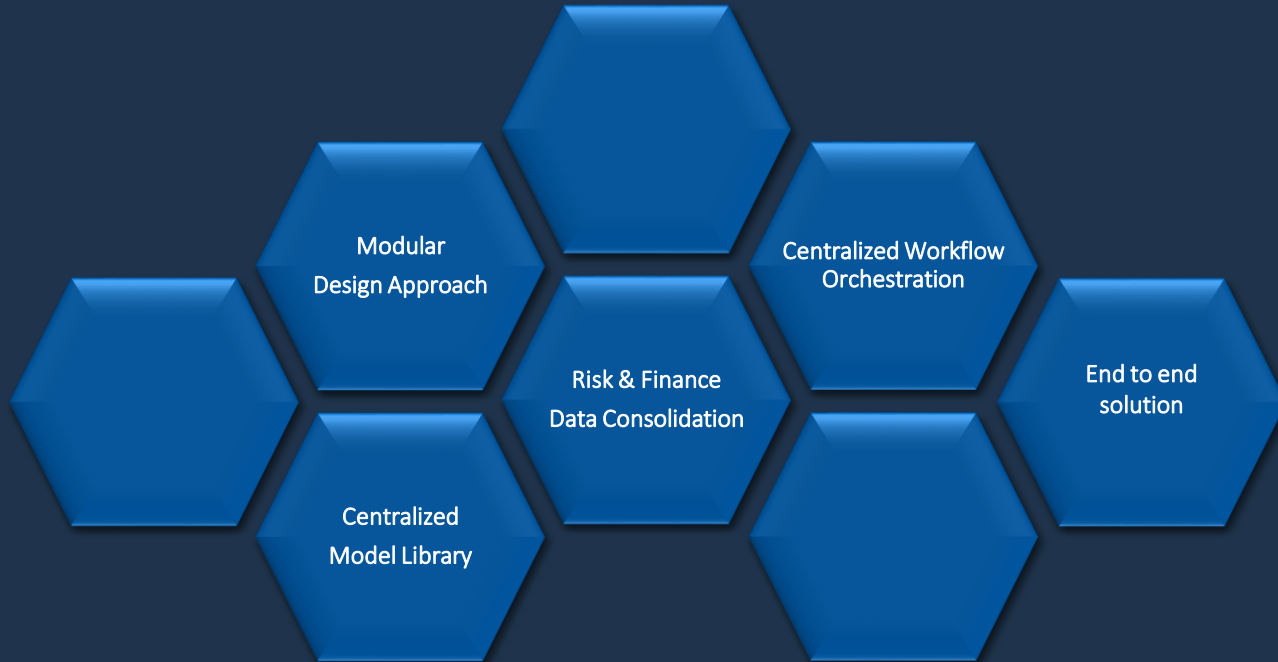 Modular
Design Approach
Centralized Workflow
Orchestration
Risk & Finance
Data Consolidation
End to end
solution
Centralized
Model Library